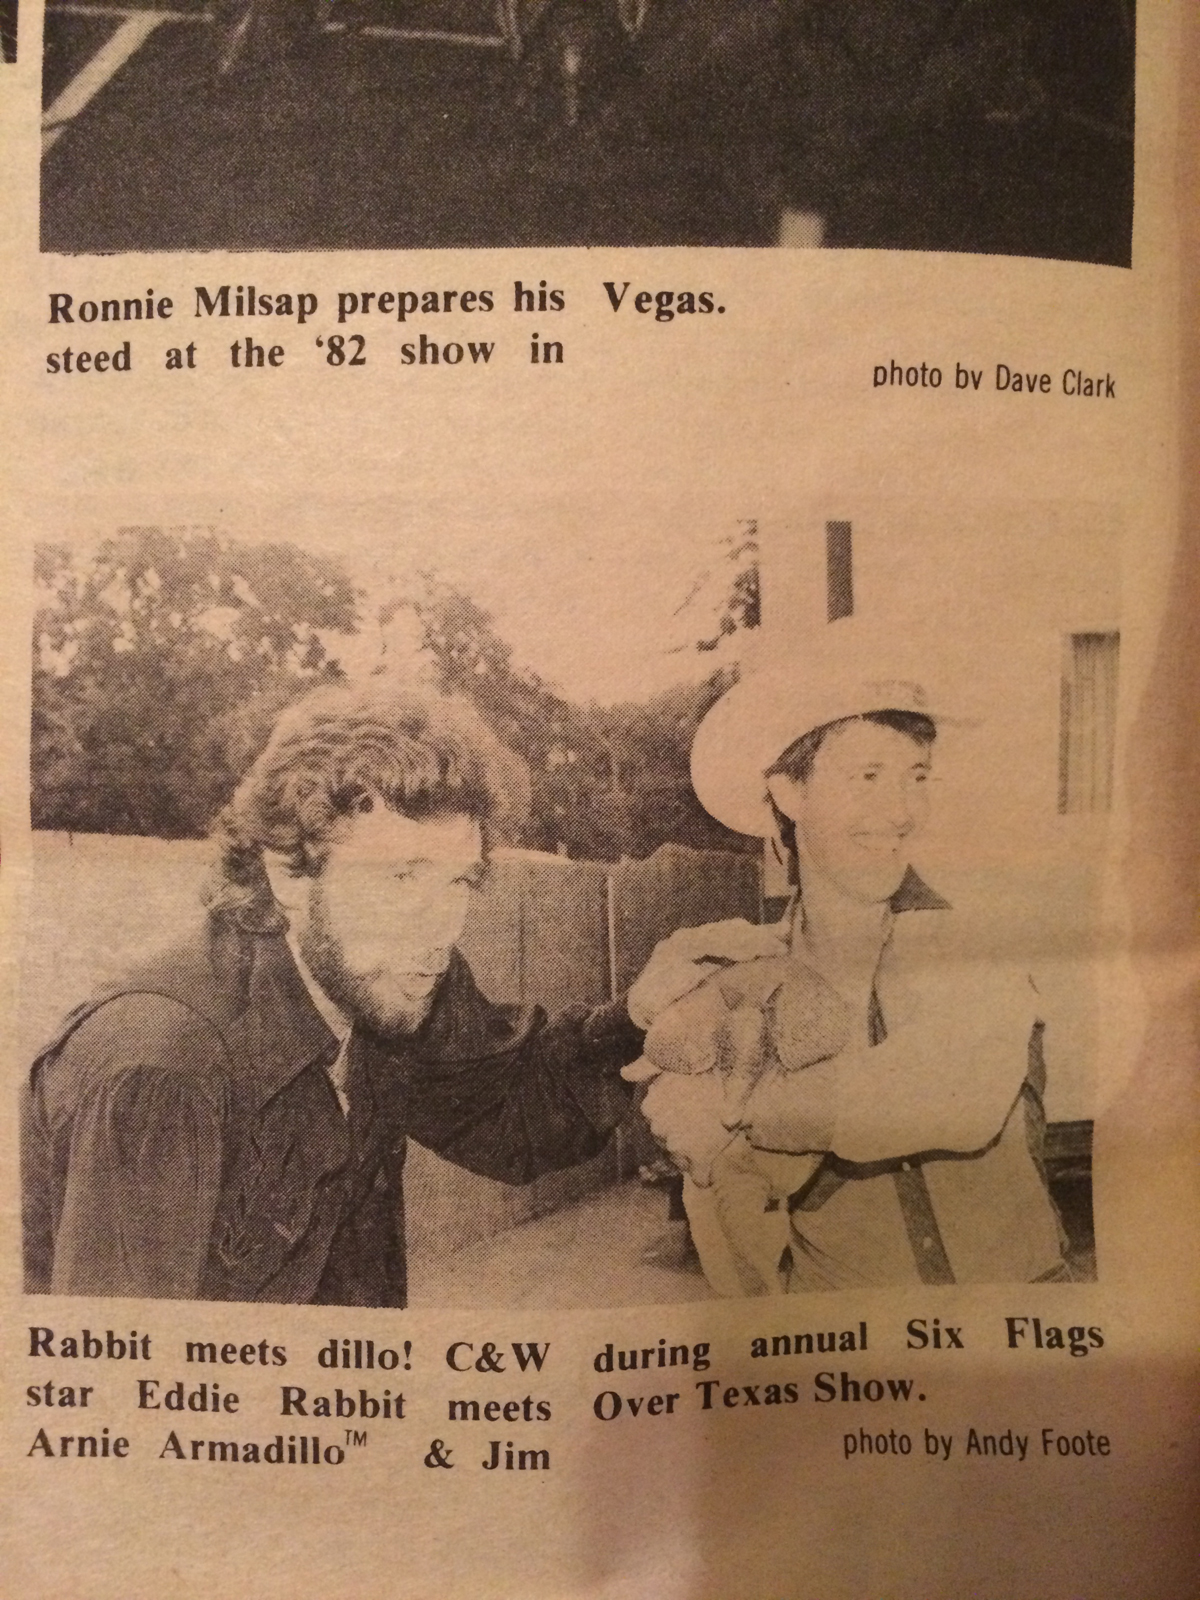 Ronnie Milsap prepares his
steed at the ‘82 show in
Vegas.
photo by Dave Clark
Rabbit meets dillo! C&W
star Eddie Rabbit meets
Arnie Armadillo™ & Jim
during annual Six Flags
Over Texas Show.
photo by Andy Foote